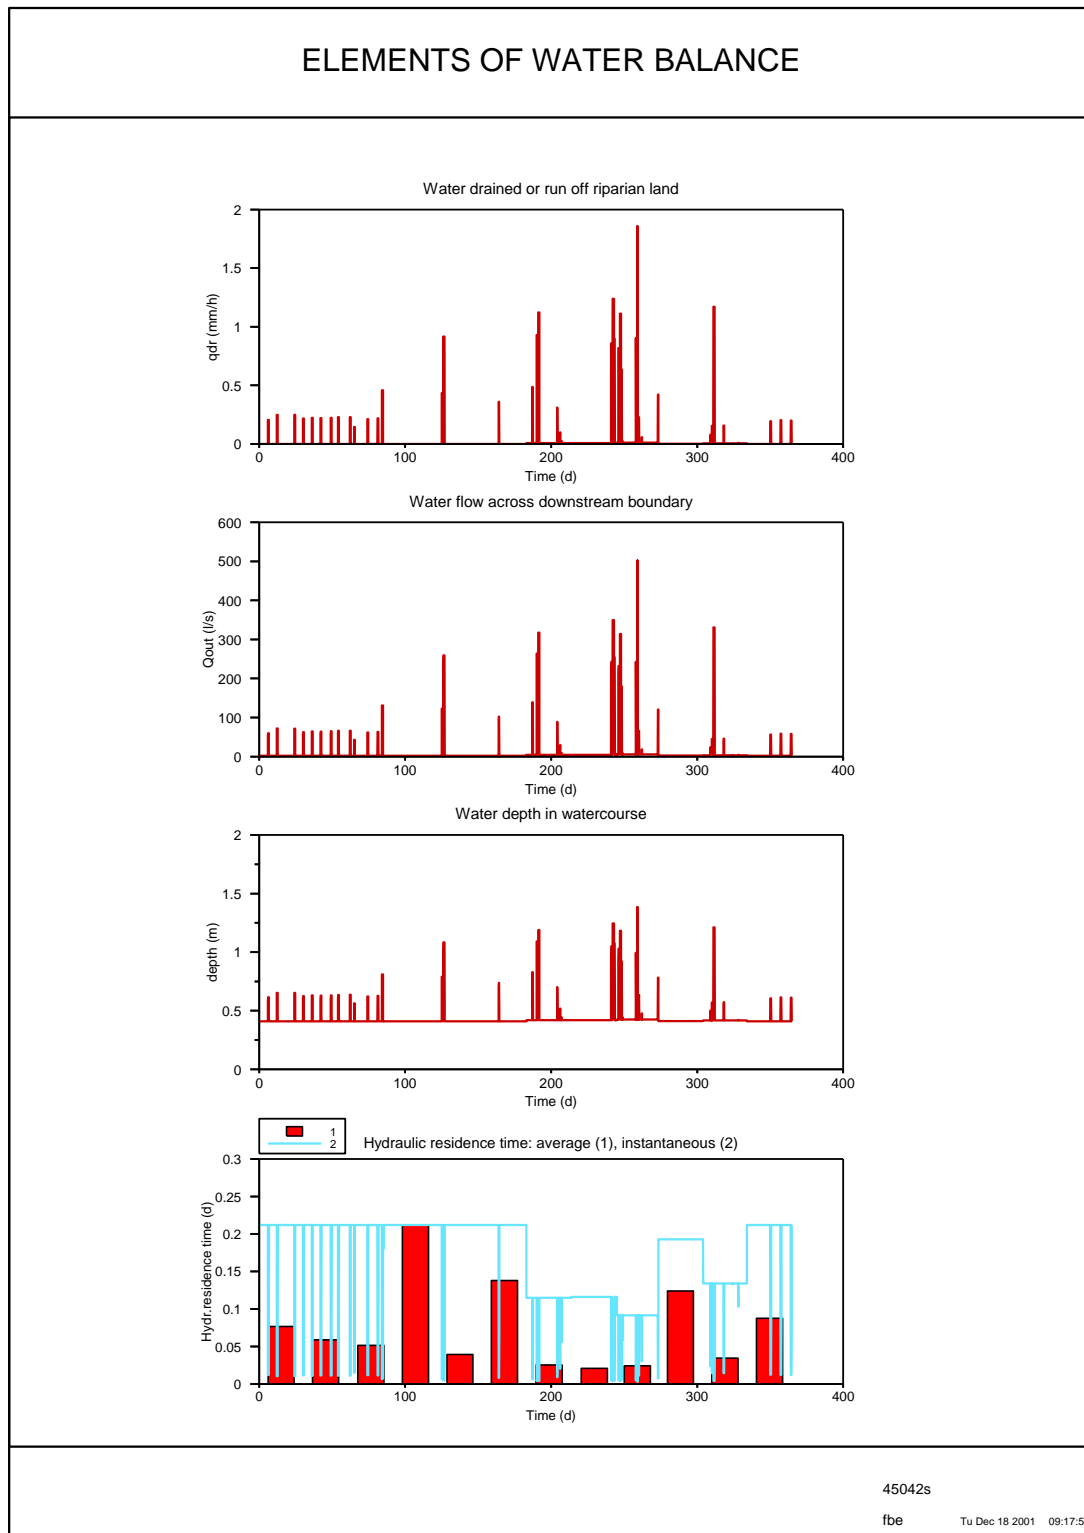 ELEMENTS OF WATER BALANCE
Water drained or run off riparian land
2
1.5
1
0.5
0
qdr (mm/h)
0 100 200 300 400
Time (d)
Water flow across downstream boundary
600
500
400
300
200
100
0
Qout (l/s)
0 100 200 300 400
Time (d)
Water depth in watercourse
2
1.5
1
0.5
0
depth (m)
0 100 200 300 400
Time (d)
1
2
Hydraulic residence time: average (1), instantaneous (2)
0.3
0.25
0.2
0.15
0.1
0.05
0
Hydr.residence time (d)
0 100 200 300 400
Time (d)
45042s
fbe Tu Dec 18 2001 09:17:5